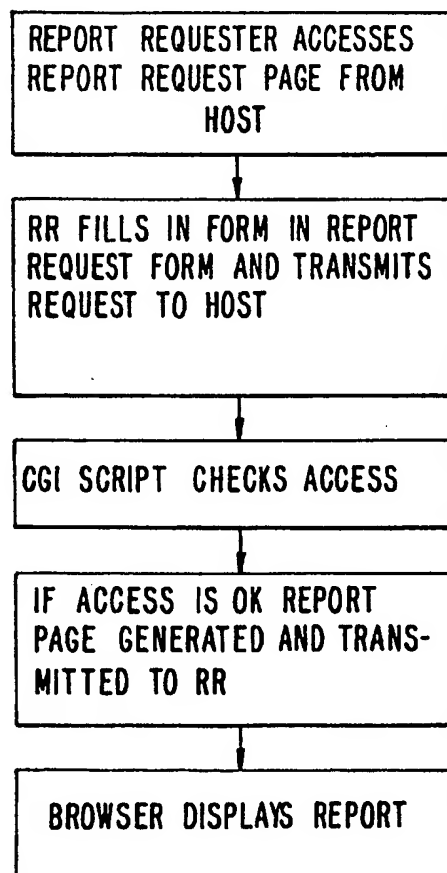 REPORT REQUESTER ACCESSES
REPORT REQUEST PAGE FROM
HOST
RR FILLS IN FORM IN REPORT
REQUEST FORM AND TRANSMITS
REQUEST TO HOST
CGI SCRIPT CHECKS ACCESS
IF ACCESS IS OK REPORT
PAGE GENERATED AND TRANS-
MITTED TO RR
BROWSER DISPLAYS REPORT